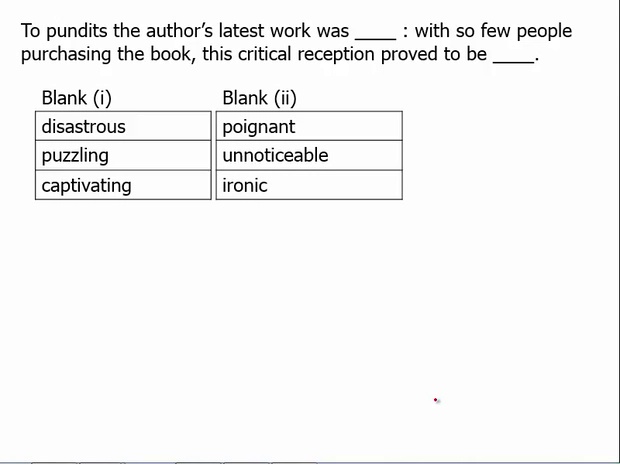 To pundits the author’s latest work was ____ : with so few people
purchasing the book, this critical reception proved to be ____.
Blank (i) Blank (ii)
disastrous poignant
puzzling unnoticeable
captivating ironic